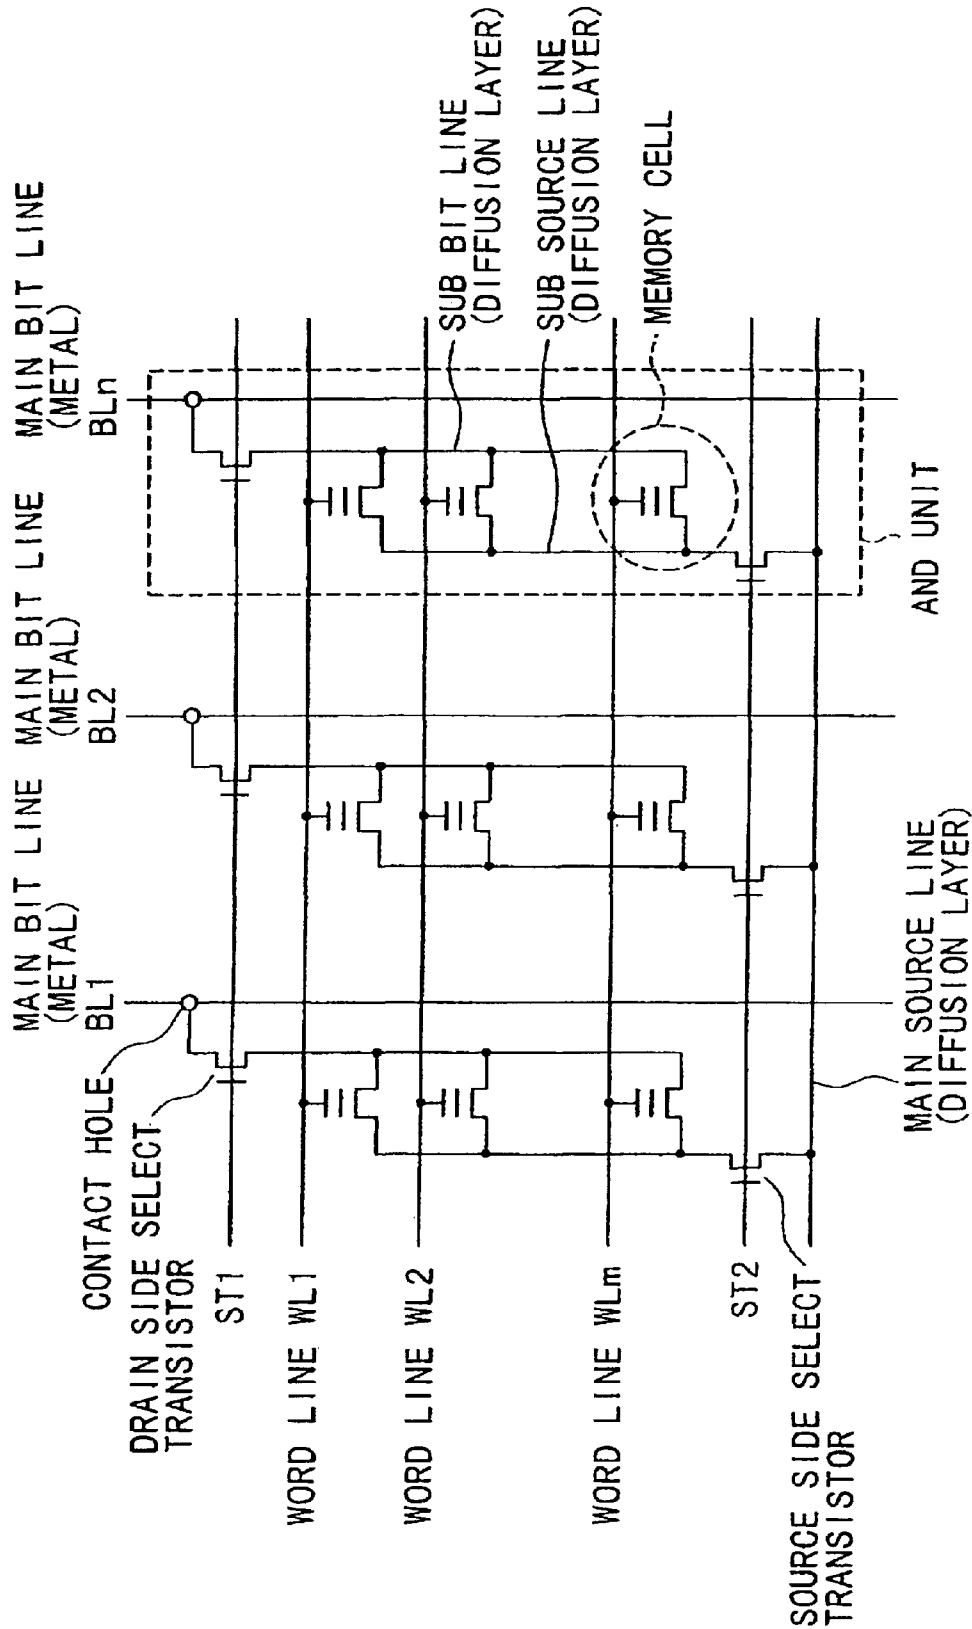 MAIN BIT LINE
(METAL)
BL1
MAIN BIT LINE
(METAL)
BL2
MAIN BIT LINE
(METAL)
BLn
CONTACT HOLE
DRAIN SIDE SELECT
TRANSISTOR
ST1
WORD LINE WL1
WORD LINE WL2
WORD LINE WLm
ST2
SOURCE SIDE SELECT
TRANSISTOR
SUB BIT LINE
(DIFFUSION LAYER)
SUB SOURCE LINE
(DIFFUSION LAYER)
MEMORY CELL
AND UNIT
MAIN SOURCE LINE
(DIFFUSION LAYER)